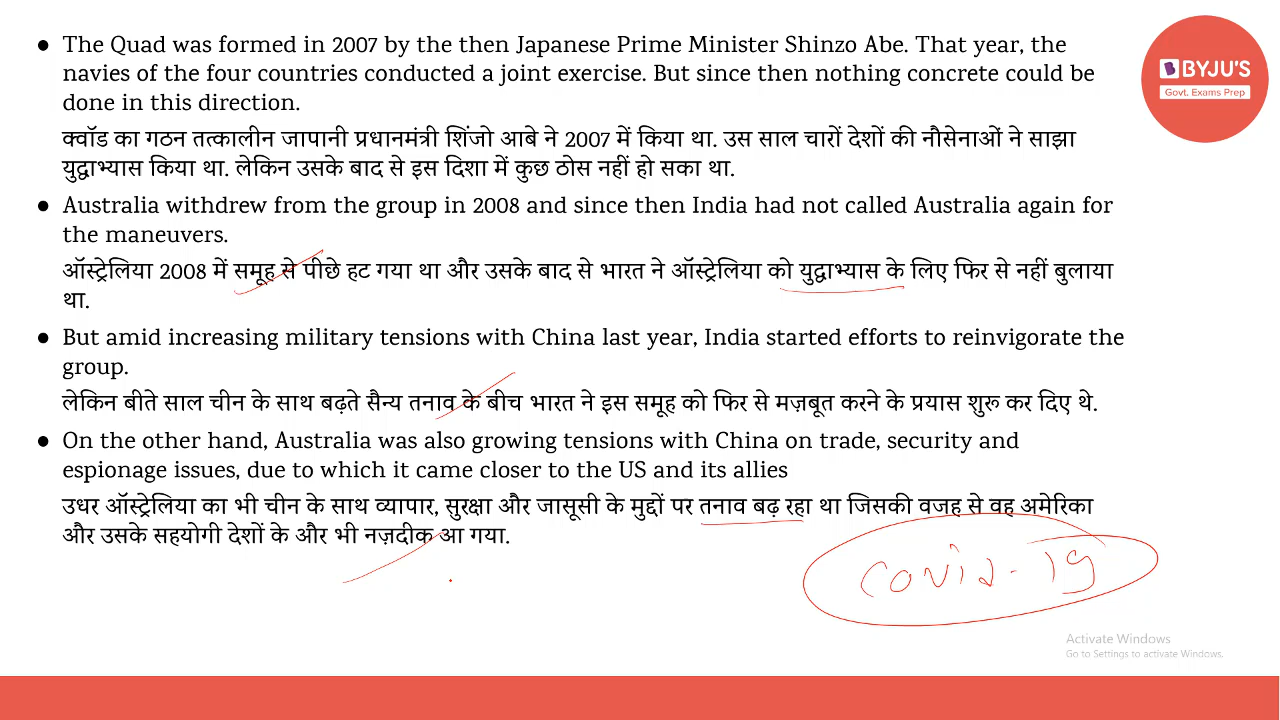 ● The Quad was formed in 2007 by the then Japanese Prime Minister Shinzo Abe. That year, the
navies of the four countries conducted a joint exercise. But since then nothing concrete could be
done in this direction.
क्वॉड का गठन तत्कालीन जापानी प्रधानमंत्री शिंजो आबे ने 2007 में किया था. उस साल चारों देशों की नौसेनाओं ने साझा
युद्वाभ्यास किया था. लेकिन उसके बाद से इस दिशा में कुछ ठोस नहीं हो सका था.
● Australia withdrew from the group in 2008 and since then India had not called Australia again for
the maneuvers.
ऑस्ट्रेलिया 2008 में समूह से पीछे हट गया था और उसके बाद से भारत ने ऑस्ट्रेलिया को युद्वाभ्यास के लिए फिर से नहीं बुलाया
था.
● But amid increasing military tensions with China last year, India started efforts to reinvigorate the
group.
लेकिन बीते साल चीन के साथ बढ़ते सैन्य तनाव के बीच भारत ने इस समूह को फिर से मज़बूत करने के प्रयास शुरू कर दिए थे.
● On the other hand, Australia was also growing tensions with China on trade, security and
espionage issues, due to which it came closer to the US and its allies
उधर ऑस्ट्रेलिया का भी चीन के साथ व्यापार, सुरक्षा और जासूसी के मुद्दों पर तनाव बढ़ रहा था जिसकी वजह से वह अमेरिका
और उसके सहयोगी देशों के और भी नज़दीक आ गया.
Covid-19
BYJU'S
Govt. Exams Prep
Activate Windows
Go to Settings to activate Windows.